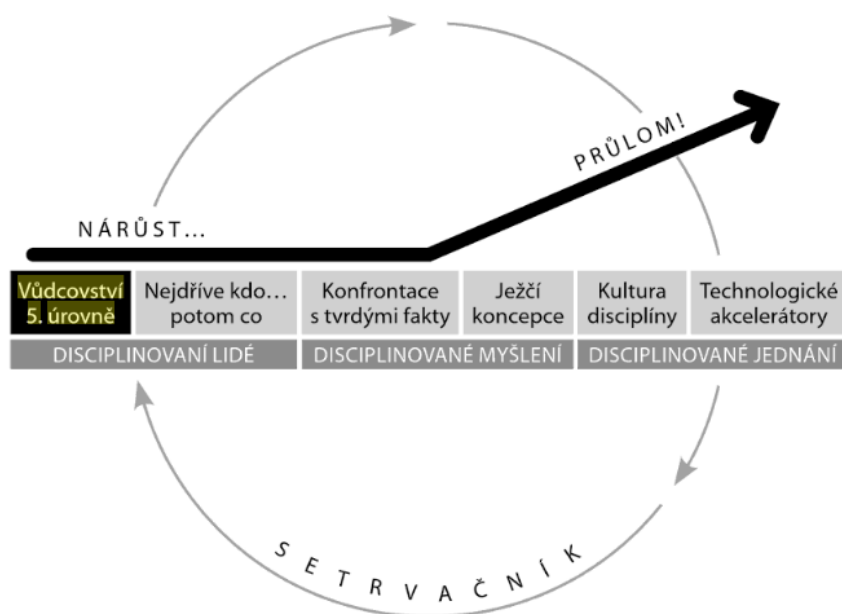 PRŮLOM!
NÁRŮST...
Vůdcovství
5. úrovně
Nejdříve kdo...
potom co
Konfrontace
s tvrdými fakty
Ježčí
koncepce
Kultura
disciplíny
Technologické
akcelerátory
DISCIPLINOVANÍ LIDÉ
DISCIPLINOVANÉ MYŠLENÍ
DISCIPLINOVANÉ JEDNÁNÍ
SETRVAČNÍK